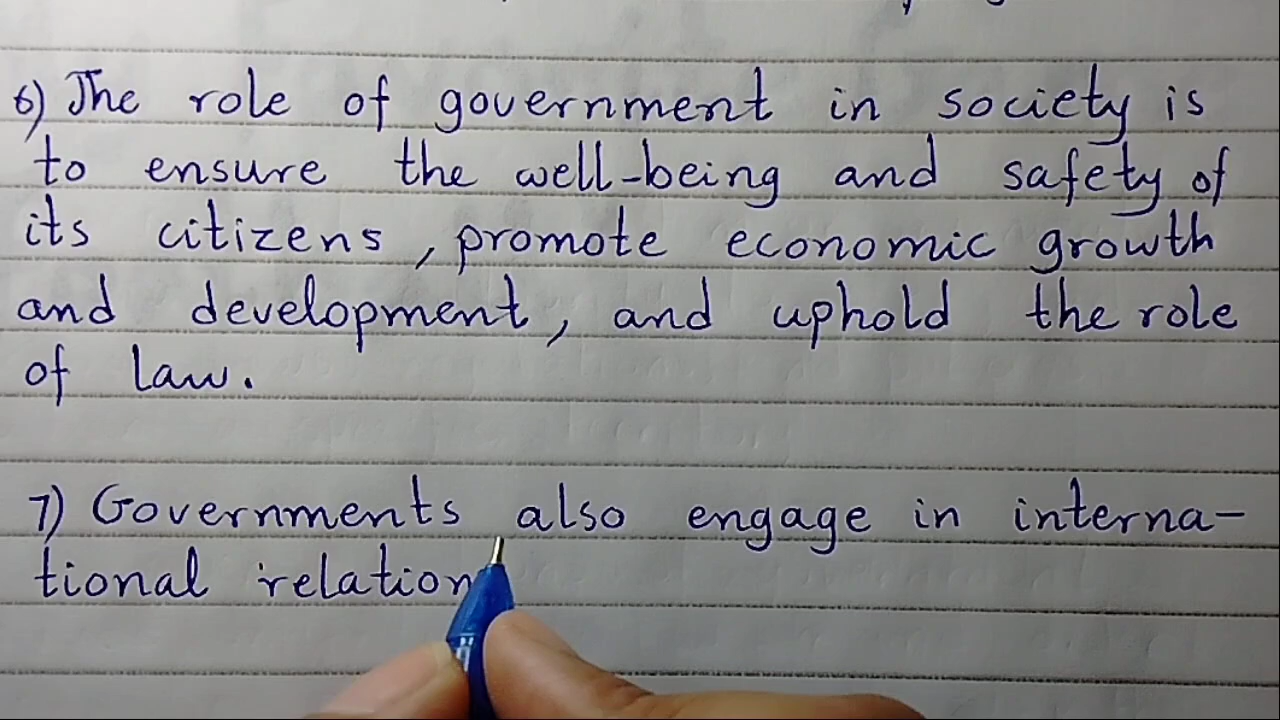 6) The role of government in society is
to ensure the well-being and safety of
its citizens, promote economic growth
and development, and uphold the role
of law.
7) Governments also engage in interna-
tional relation